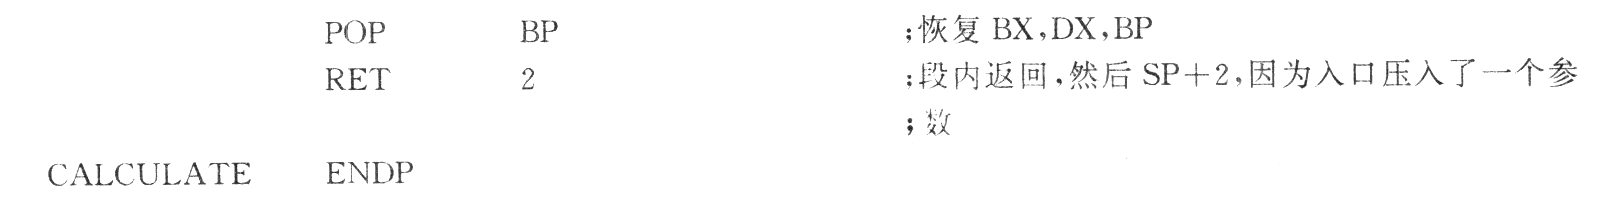 POP BP ;恢复 BX,DX,BP
RET 2 ;段内返回,然后 SP+2,因为入口压入了一个参
;数
CALCULATE ENDP